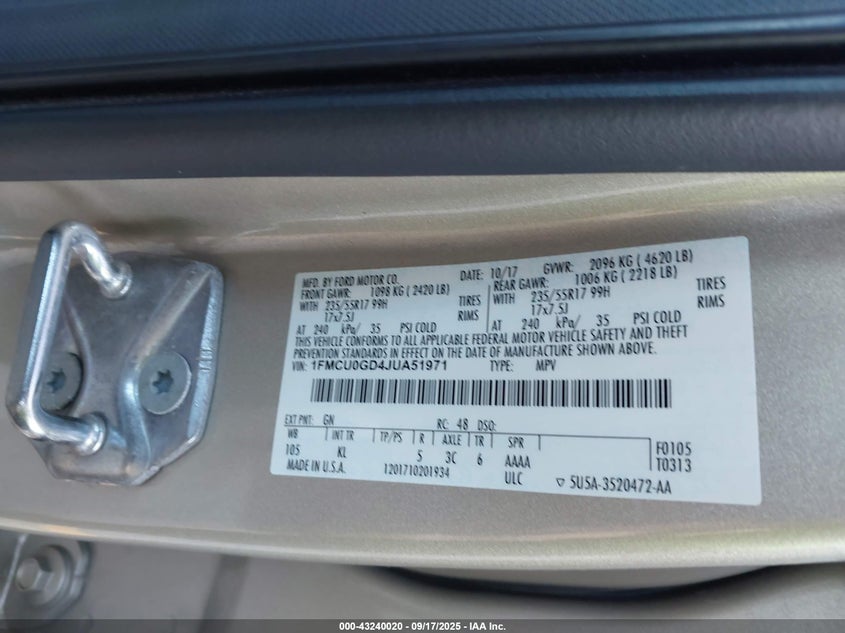 MFD. BY FORD MOTOR CO. DATE: 10/17 GVWR: 2096 KG ( 4620 LB)
FRONT GAWR: 1098 KG ( 2420 LB) REAR GAWR: 1006 KG ( 2218 LB)
WITH 235/55R17 99H TIRES WITH 235/55R17 99H TIRES
17x7.5J RIMS 17x7.5J RIMS
AT 240 kPa/ 35 PSI COLD AT 240 kPa/ 35 PSI COLD
THIS VEHICLE CONFORMS TO ALL APPLICABLE FEDERAL MOTOR VEHICLE SAFETY AND THEFT
PREVENTION STANDARDS IN EFFECT ON THE DATE OF MANUFACTURE SHOWN ABOVE.
VIN: 1FMCU0GD4JUA51971 TYPE: MPV
EXT PNT: GN RC: 48 DSO:
WB INT TR TP/PS R AXLE TR SPR F0105
105 KL 5 3C 6 AAAA T0313
MADE IN U.S.A. 1201710201934 ULC ▽ 5U5A-3520472-AA
000-43240020 - 09/17/2025 - IAA Inc.